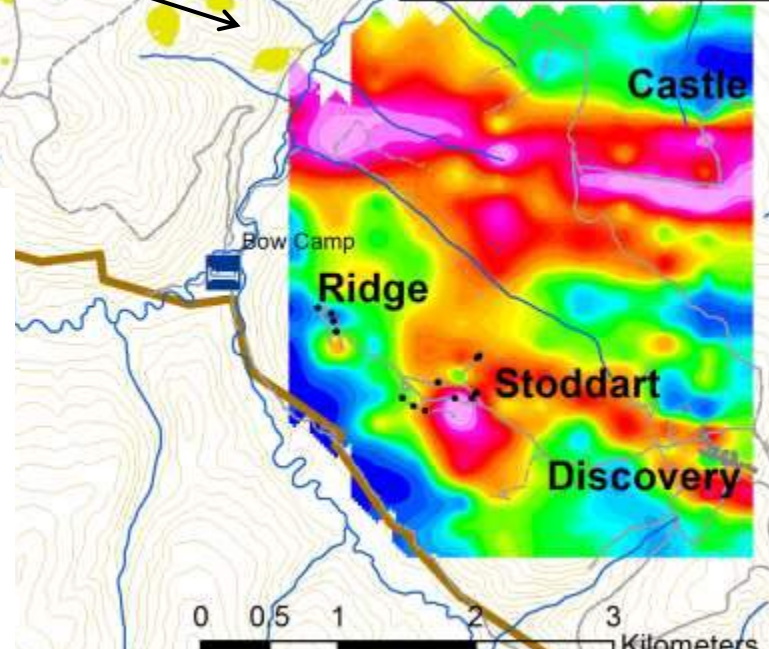 Castle
Bow Camp
Ridge
Stoddart
Discovery
0 0,5 1 2 3
Kilometers